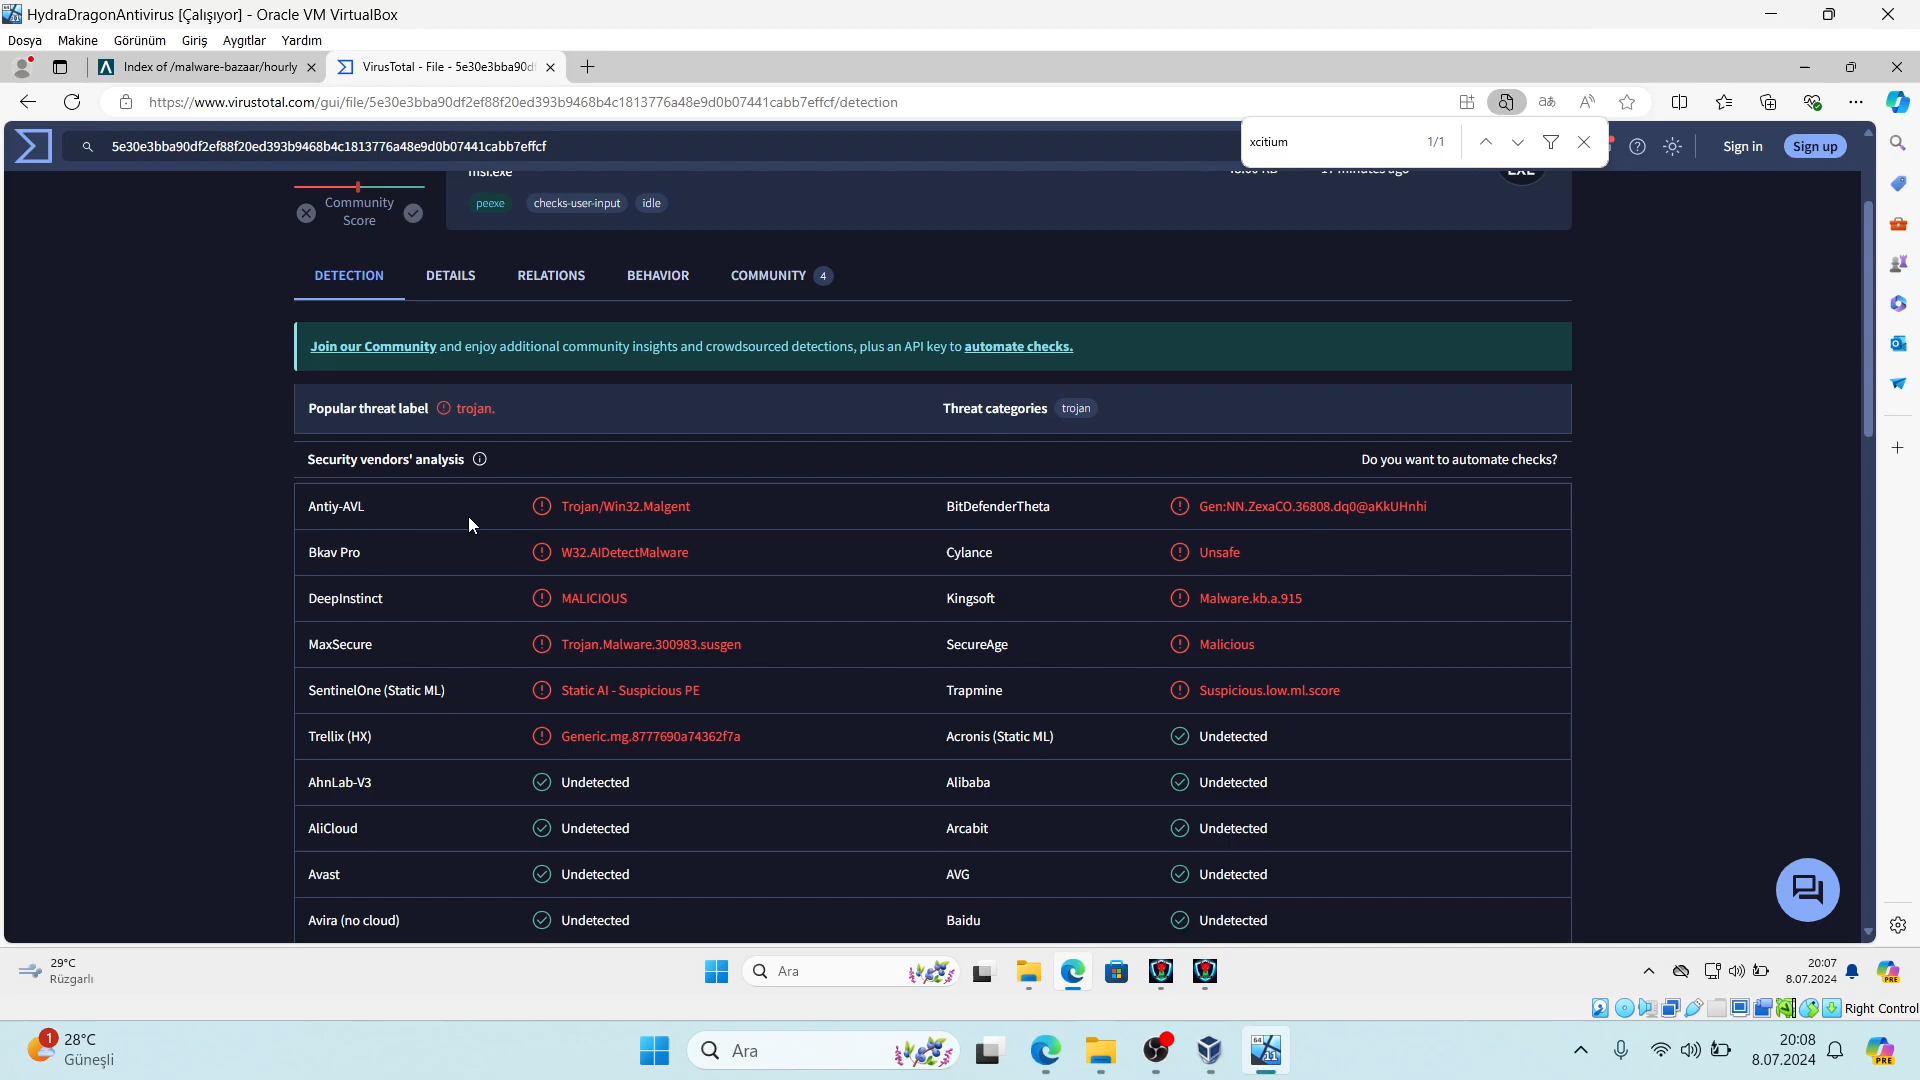 HydraDragonAntivirus [Çalışıyor] - Oracle VM VirtualBox
Dosya Makine Görünüm Giriş Aygıtlar Yardım
Index of /malware-bazaar/hourly
VirusTotal - File - 5e30e3bba90d
https://www.virustotal.com/gui/file/5e30e3bba90df2ef88f20ed393b9468b4c1813776a48e9d0b07441cabb7effcf/detection
xcitium 1/1
5e30e3bba90df2ef88f20ed393b9468b4c1813776a48e9d0b07441cabb7effcf
Sign in Sign up
Community Score
peexe checks-user-input idle
DETECTION DETAILS RELATIONS BEHAVIOR COMMUNITY 4
Join our Community and enjoy additional community insights and crowdsourced detections, plus an API key to automate checks.
Popular threat label trojan. Threat categories trojan
Security vendors' analysis Do you want to automate checks?
Antiy-AVL Trojan/Win32.Malgent BitDefenderTheta Gen:NN.ZexaCO.36808.dq0@aKkUHnhi
Bkav Pro W32.AIDetectMalware Cylance Unsafe
DeepInstinct MALICIOUS Kingsoft Malware.kb.a.915
MaxSecure Trojan.Malware.300983.susgen SecureAge Malicious
SentinelOne (Static ML) Static AI - Suspicious PE Trapmine Suspicious.low.ml.score
Trellix (HX) Generic.mg.8777690a74362f7a Acronis (Static ML) Undetected
AhnLab-V3 Undetected Alibaba Undetected
AliCloud Undetected Arcabit Undetected
Avast Undetected AVG Undetected
Avira (no cloud) Undetected Baidu Undetected
29°C
Rüzgarlı
Ara
20:07
8.07.2024
PRE
Right Control
1
28°C
Güneşli
Ara
64
11
20:08
8.07.2024
PRE